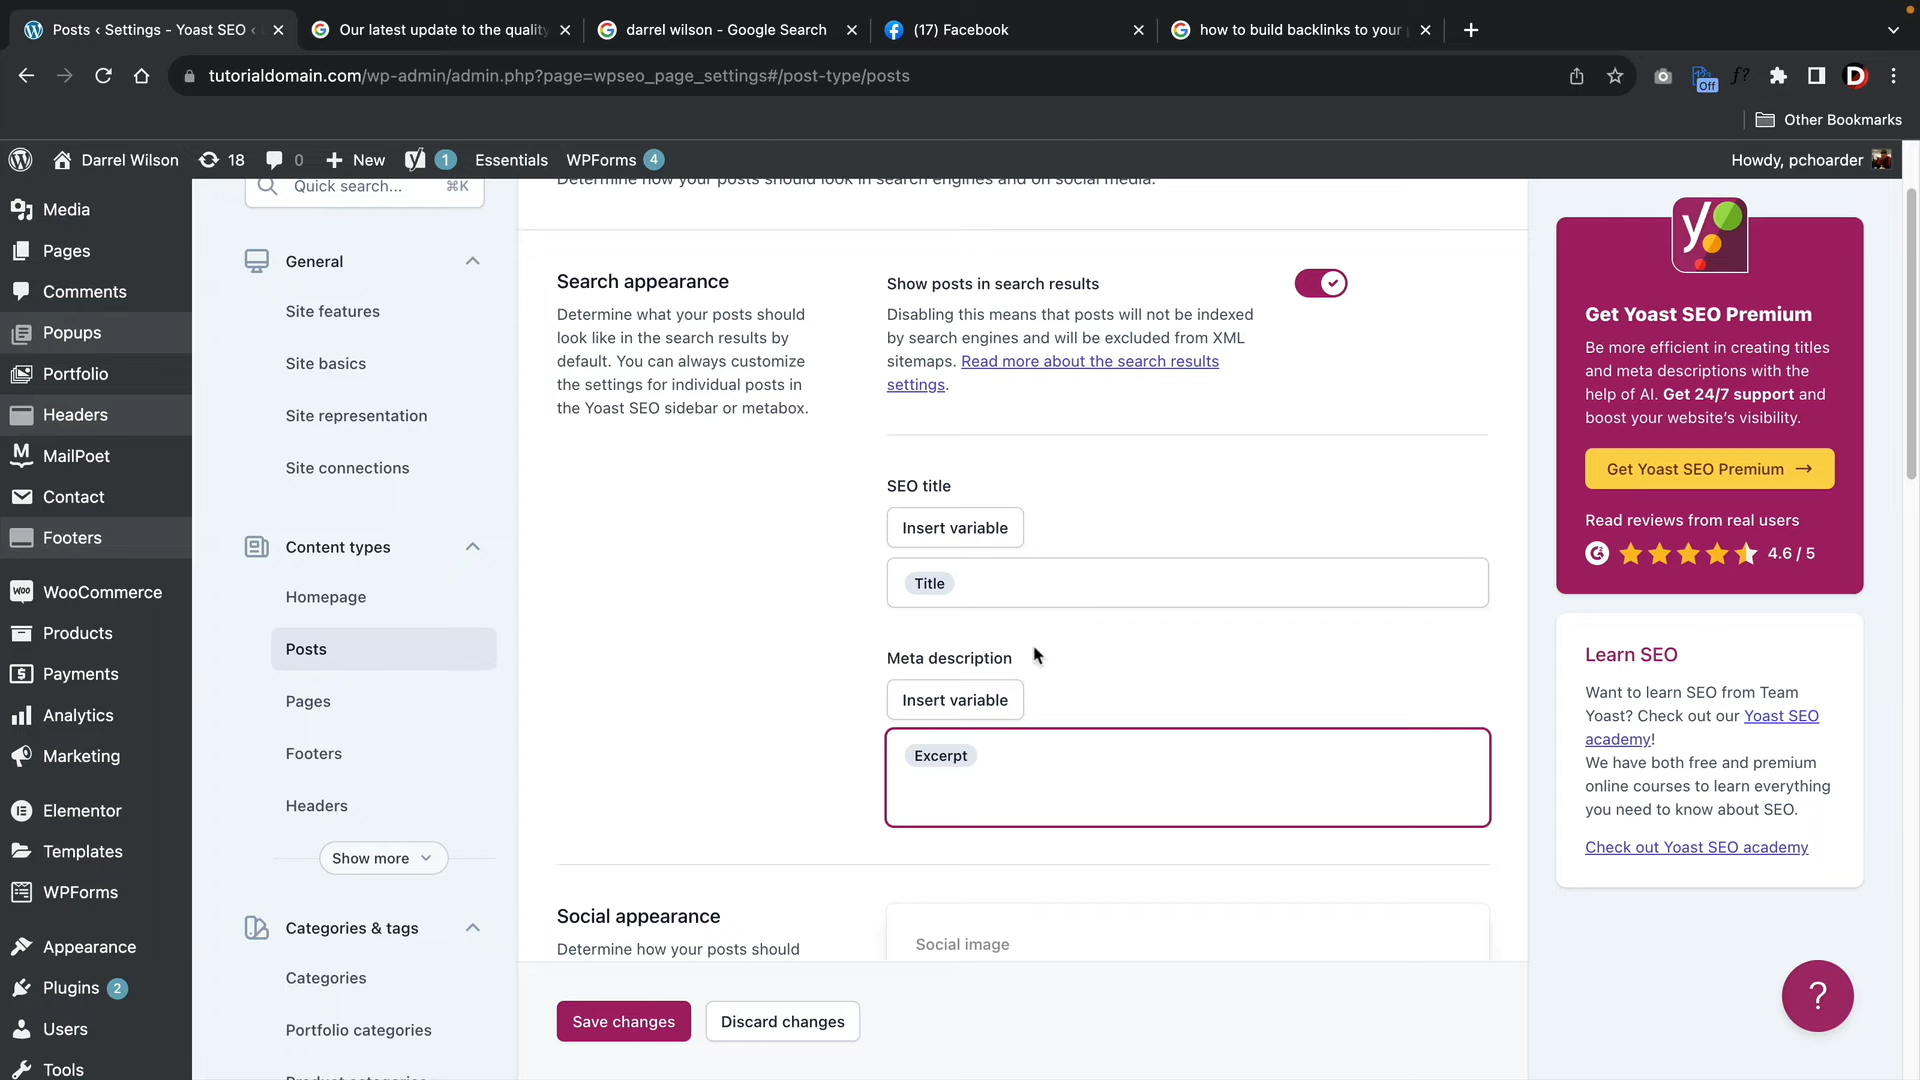 Posts ‹ Settings - Yoast SEO ‹
Our latest update to the quality
darrel wilson - Google Search
(17) Facebook
how to build backlinks to your
tutorialdomain.com/wp-admin/admin.php?page=wpseo_page_settings#/post-type/posts
Off
f?
D
Other Bookmarks
Darrel Wilson
18
0
New
1
Essentials
WPForms 4
Howdy, pchoarder
Media
Pages
Comments
Popups
Portfolio
Headers
MailPoet
Contact
Footers
WooCommerce
Products
Payments
Analytics
Marketing
Elementor
Templates
WPForms
Appearance
Plugins 2
Users
Tools
Quick search... ⌘K
General
Site features
Site basics
Site representation
Site connections
Content types
Homepage
Posts
Pages
Footers
Headers
Show more
Categories & tags
Categories
Portfolio categories
Product categories
Determine how your posts should look in search engines and on social media.
Search appearance
Determine what your posts should
look like in the search results by
default. You can always customize
the settings for individual posts in
the Yoast SEO sidebar or metabox.
Show posts in search results
Disabling this means that posts will not be indexed
by search engines and will be excluded from XML
sitemaps. Read more about the search results
settings.
SEO title
Insert variable
Title
Meta description
Insert variable
Excerpt
Social appearance
Determine how your posts should
Social image
Save changes
Discard changes
y
Get Yoast SEO Premium
Be more efficient in creating titles
and meta descriptions with the
help of AI. Get 24/7 support and
boost your website's visibility.
Get Yoast SEO Premium →
Read reviews from real users
4.6 / 5
Learn SEO
Want to learn SEO from Team
Yoast? Check out our Yoast SEO
academy!
We have both free and premium
online courses to learn everything
you need to know about SEO.
Check out Yoast SEO academy
?